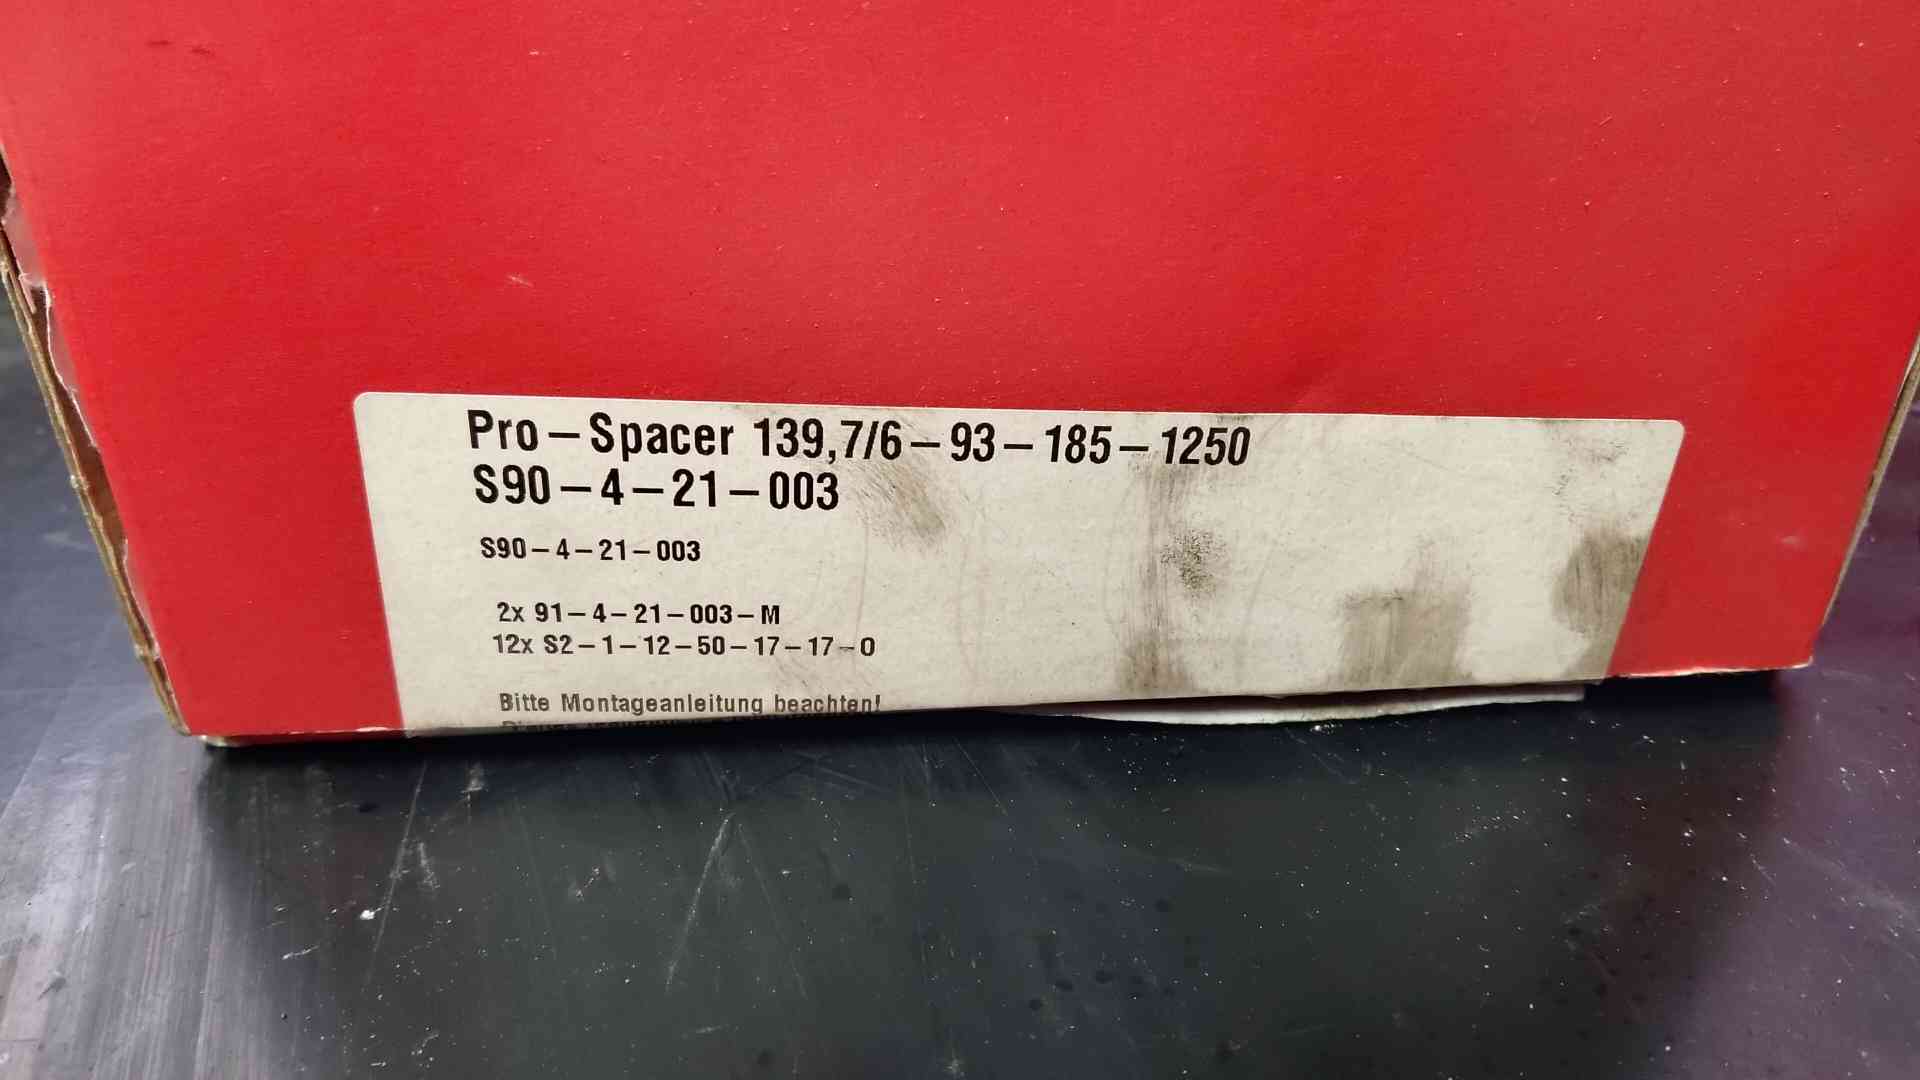 Pro-Spacer 139,7/6-93-185-1250
S90-4-21-003
S90-4-21-003
2x 91-4-21-003-M
12x S2-1-12-50-17-17-O
Bitte Montageanleitung beachten!